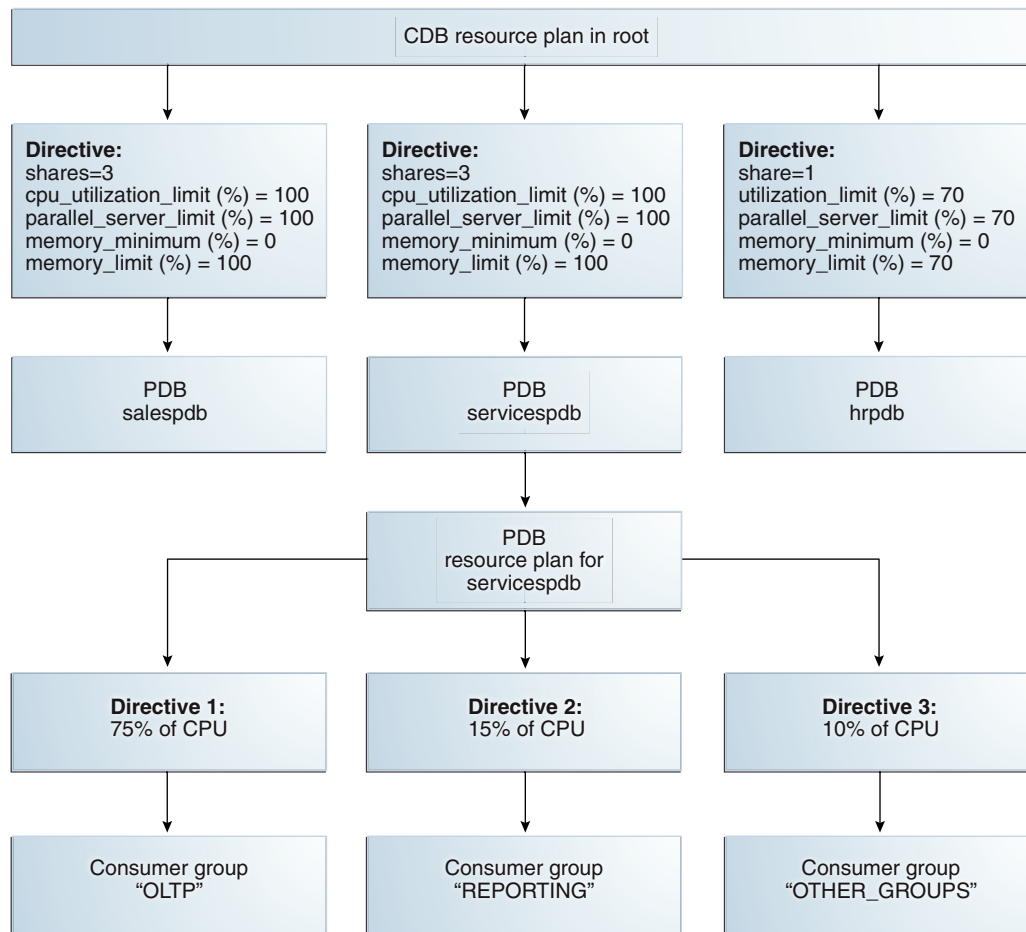 CDB resource plan in root
Directive:
shares=3
cpu_utilization_limit (%) = 100
parallel_server_limit (%) = 100
memory_minimum (%) = 0
memory_limit (%) = 100
Directive:
shares=3
cpu_utilization_limit (%) = 100
parallel_server_limit (%) = 100
memory_minimum (%) = 0
memory_limit (%) = 100
Directive:
share=1
utilization_limit (%) = 70
parallel_server_limit (%) = 70
memory_minimum (%) = 0
memory_limit (%) = 70
PDB
salespdb
PDB
servicespdb
PDB
hrpdb
PDB
resource plan for
servicespdb
Directive 1:
75% of CPU
Directive 2:
15% of CPU
Directive 3:
10% of CPU
Consumer group
“OLTP”
Consumer group
“REPORTING”
Consumer group
“OTHER_GROUPS”